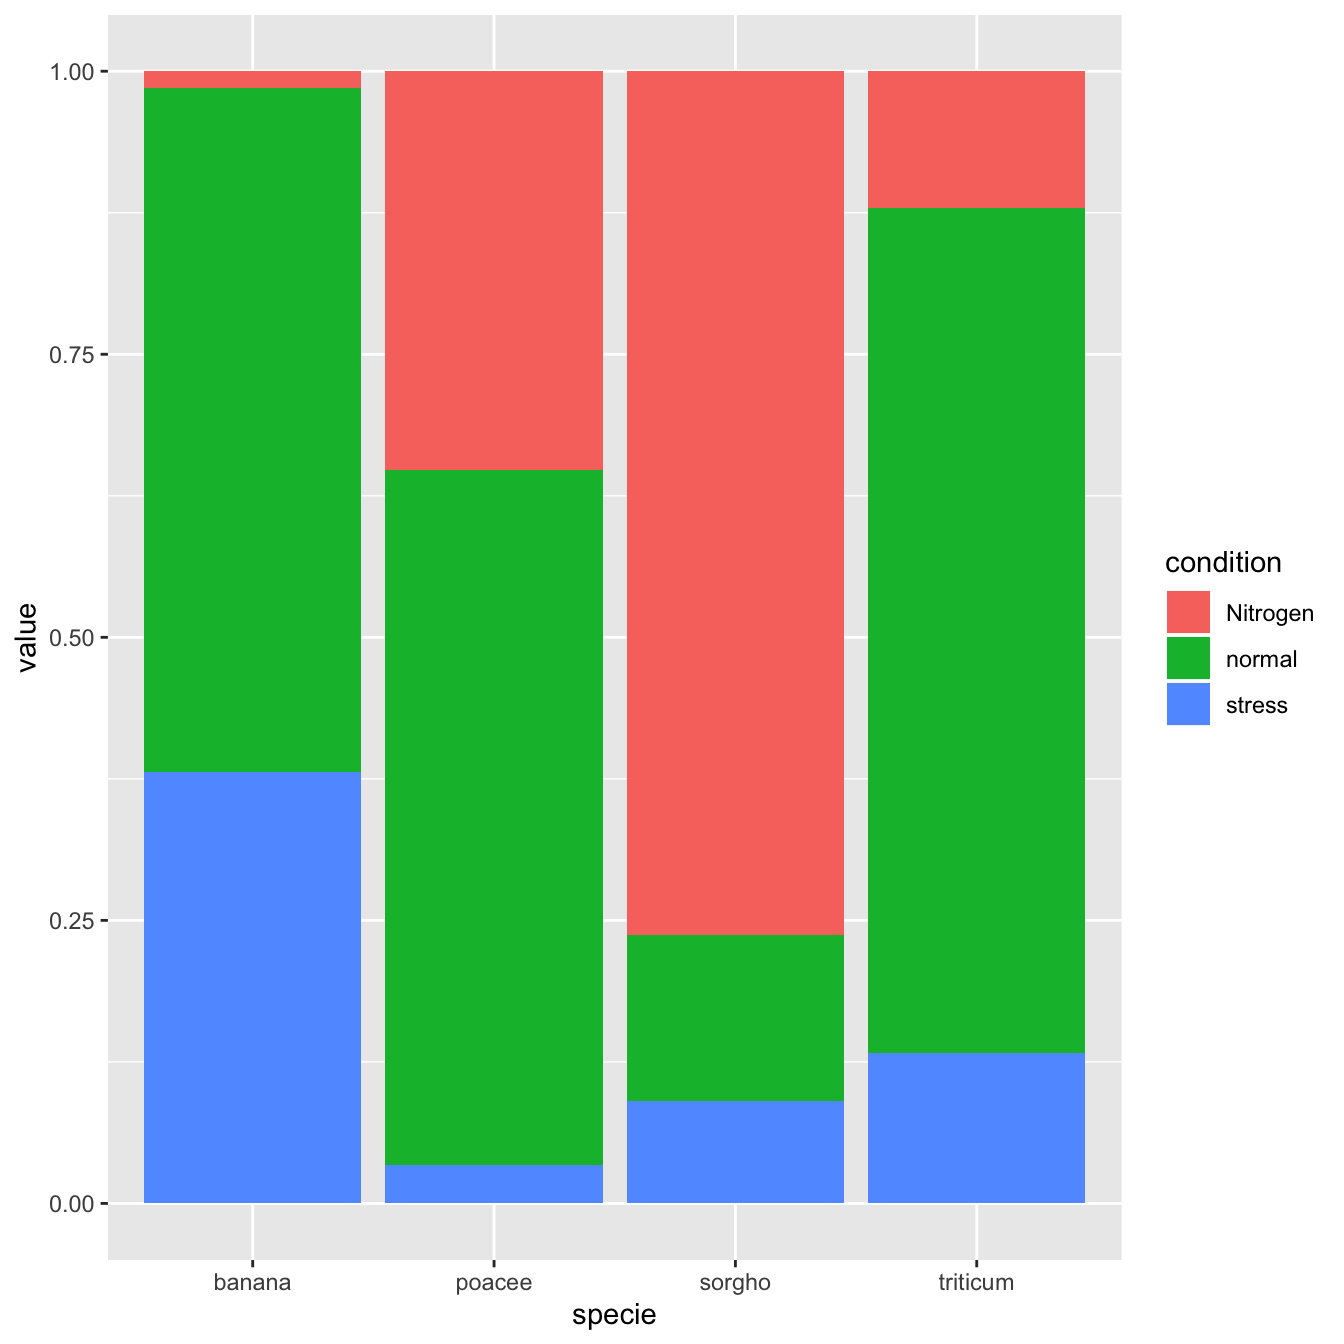 1.00
0.75
0.50
0.25
0.00
value
banana poacee sorgho triticum
specie
condition
Nitrogen
normal
stress